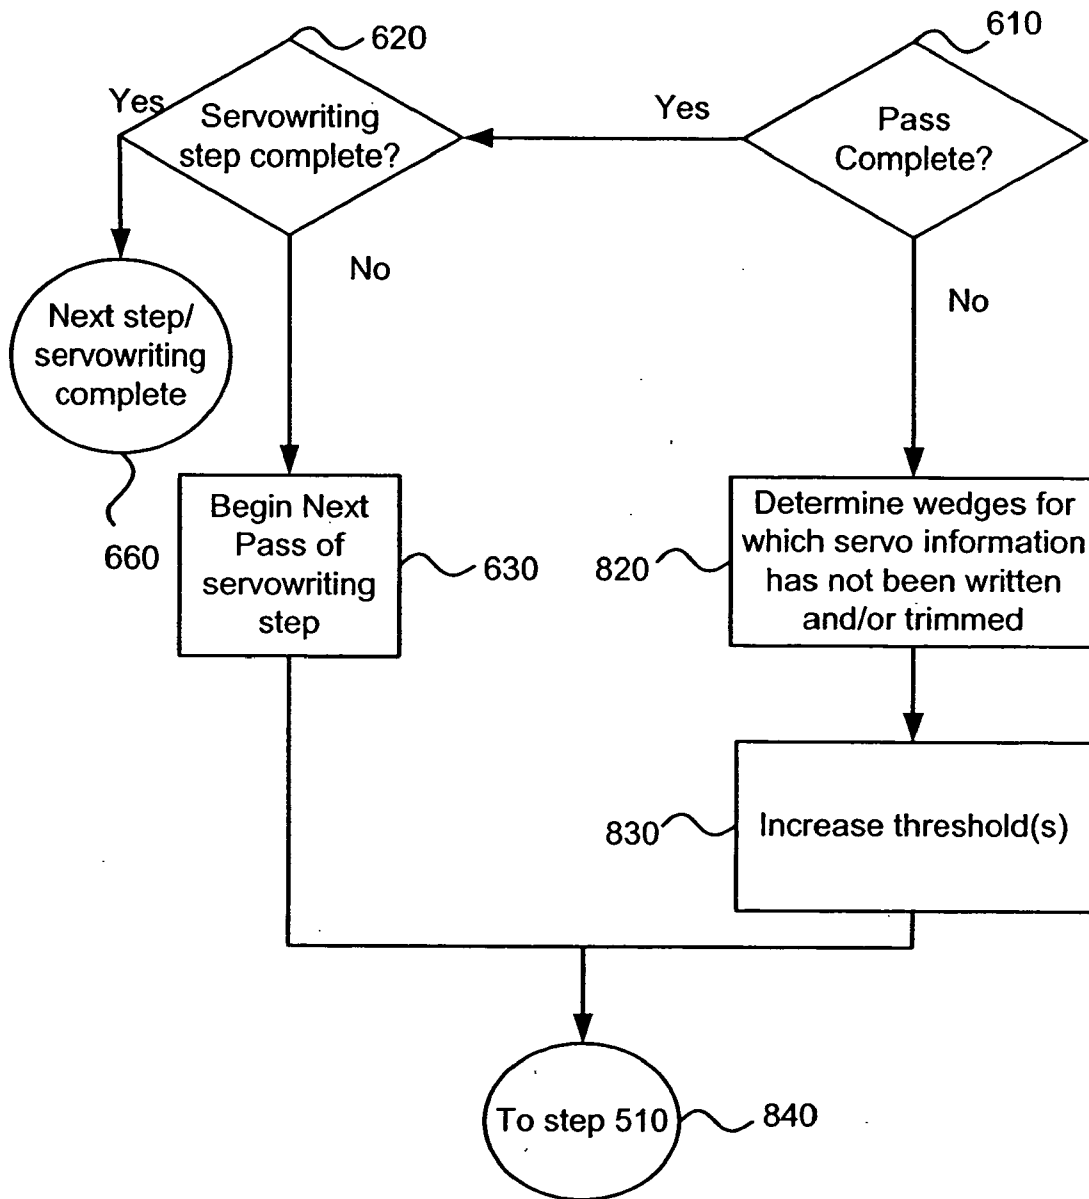 620
610
Yes
Servowriting
step complete?
Yes
Pass
Complete?
No
No
Next step/
servowriting
complete
660
Begin Next
Pass of
servowriting
step
630
820
Determine wedges for
which servo information
has not been written
and/or trimmed
830
Increase threshold(s)
To step 510
840